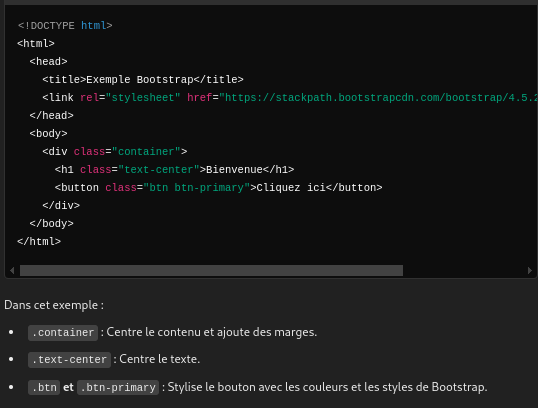 <!DOCTYPE html>
<html>
<head>
<title>Exemple Bootstrap</title>
<link rel="stylesheet" href="https://stackpath.bootstrapcdn.com/bootstrap/4.5.2
</head>
<body>
<div class="container">
<h1 class="text-center">Bienvenue</h1>
<button class="btn btn-primary">Cliquez ici</button>
</div>
</body>
</html>
Dans cet exemple :
• .container : Centre le contenu et ajoute des marges.
• .text-center : Centre le texte.
• .btn et .btn-primary : Stylise le bouton avec les couleurs et les styles de Bootstrap.